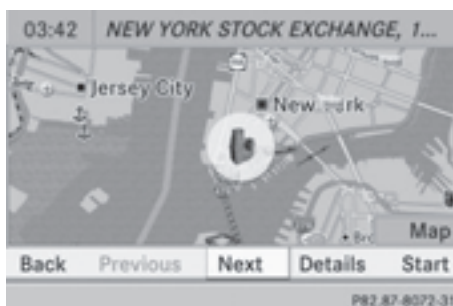 03:42 NEW YORK STOCK EXCHANGE, 1...
Jersey City
New
Map
Back Previous Next Details Start
P82.87-8072-31